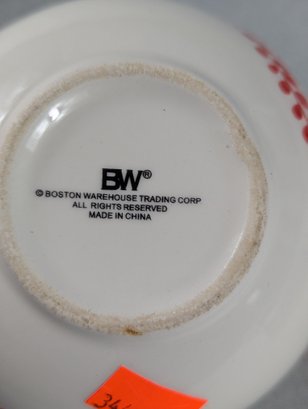 BW®
© BOSTON WAREHOUSE TRADING CORP
ALL RIGHTS RESERVED
MADE IN CHINA